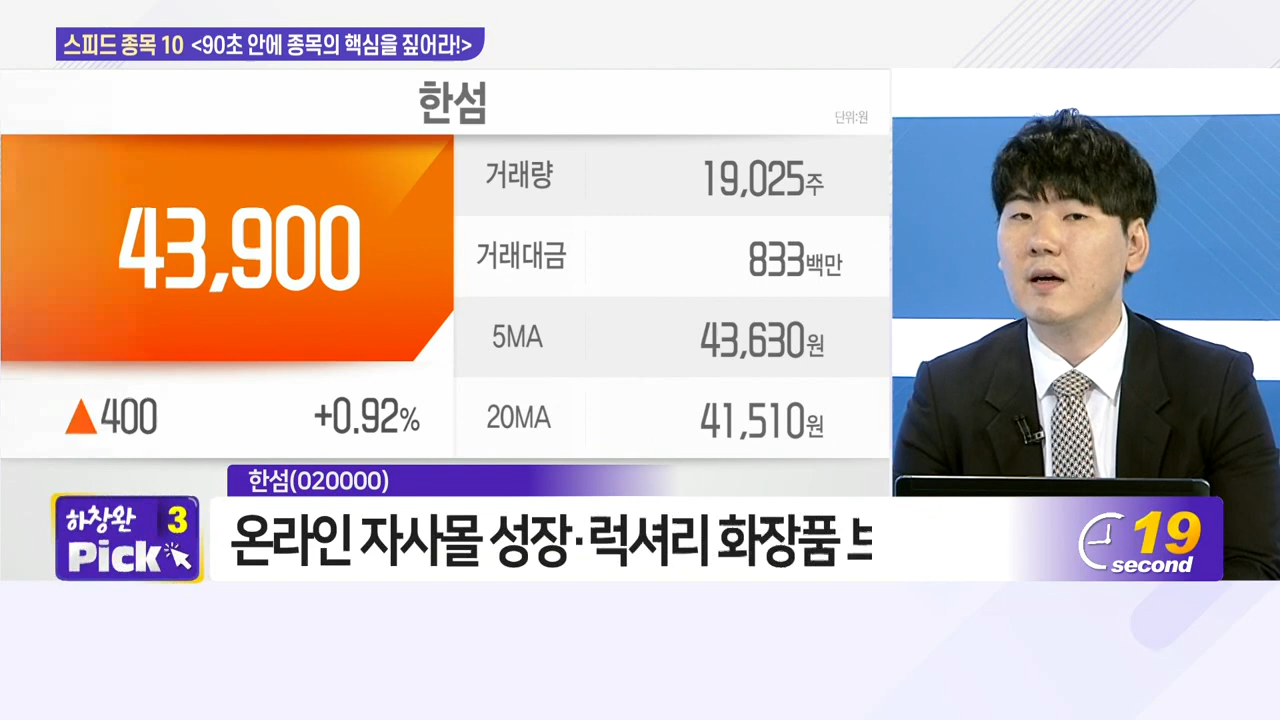 스피드 종목 10 <90초 안에 종목의 핵심을 짚어라!>
한섬
단위:원
43,900
▲400 +0.92%
거래량 19,025주
거래대금 833백만
5MA 43,630원
20MA 41,510원
한섬(020000)
하창완 3
Pick
온라인 자사몰 성장·럭셔리 화장품
19
second